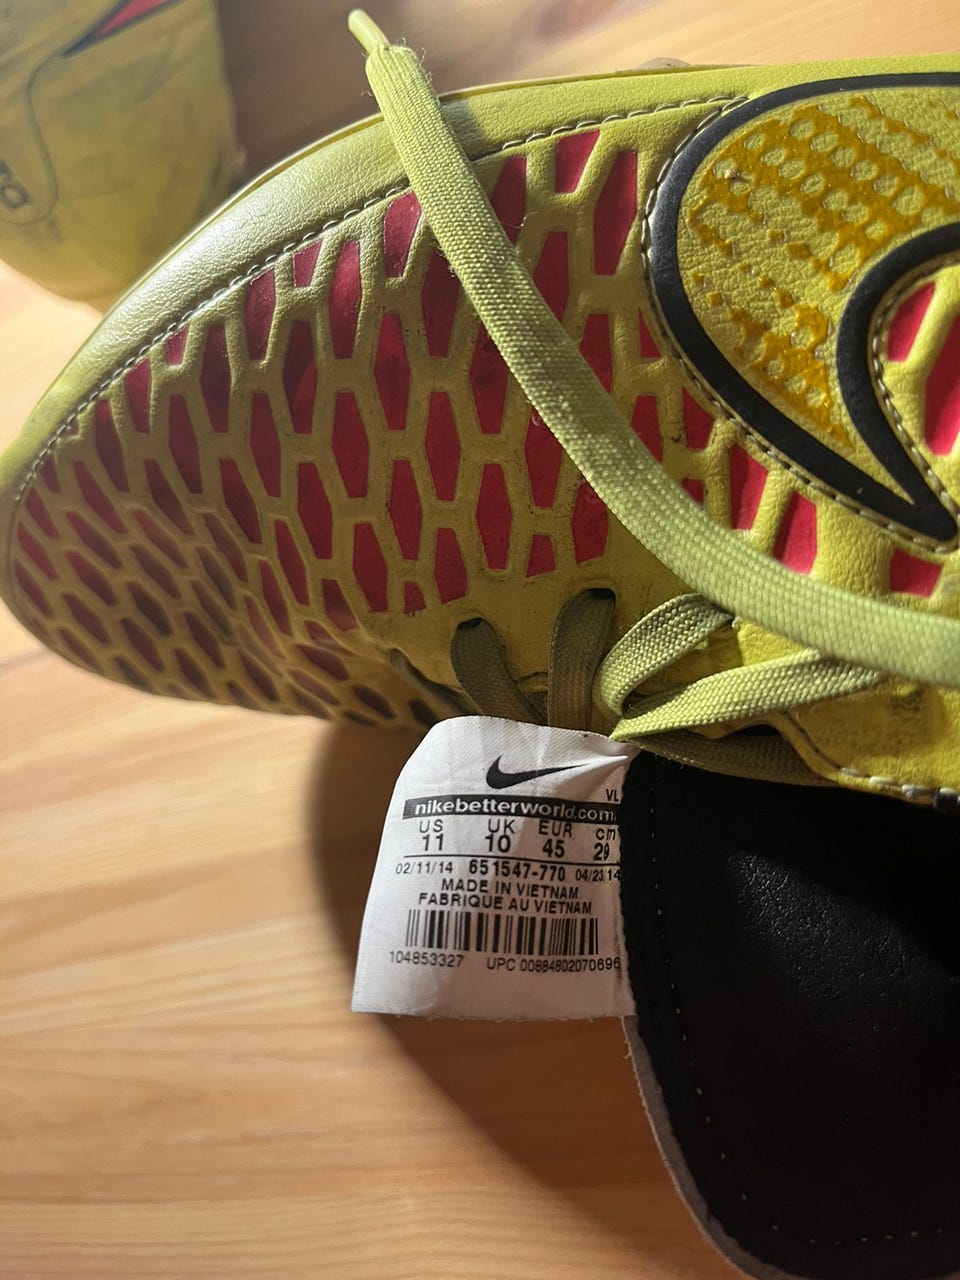 VL
nikebetterworld.com
US UK EUR cm
11 10 45 29
02/11/14 651547-770 04/23/14
MADE IN VIETNAM
FABRIQUE AU VIETNAM
104853327 UPC 00884802070696